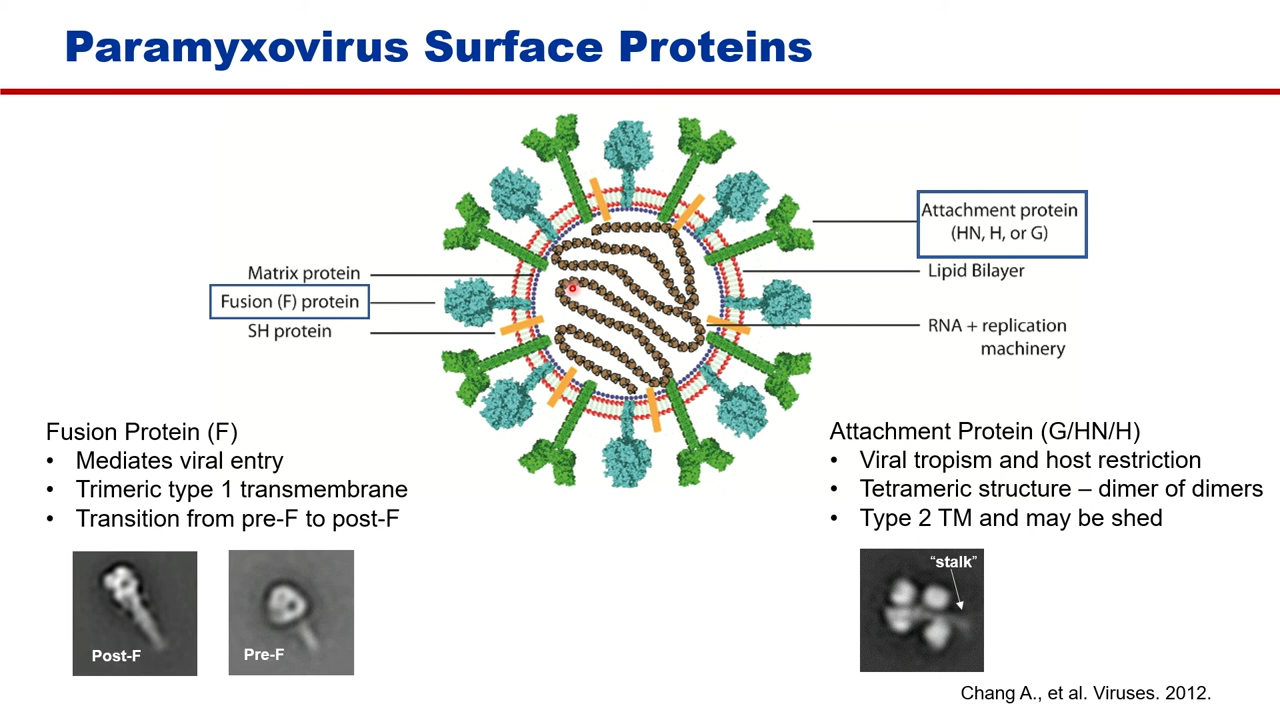 Paramyxovirus Surface Proteins
Attachment protein
(HN, H, or G)
Matrix protein
Lipid Bilayer
Fusion (F) protein
SH protein
RNA + replication
machinery
Fusion Protein (F)
• Mediates viral entry
• Trimeric type 1 transmembrane
• Transition from pre-F to post-F
Post-F
Pre-F
Attachment Protein (G/HN/H)
• Viral tropism and host restriction
• Tetrameric structure – dimer of dimers
• Type 2 TM and may be shed
“stalk”
Chang A., et al. Viruses. 2012.